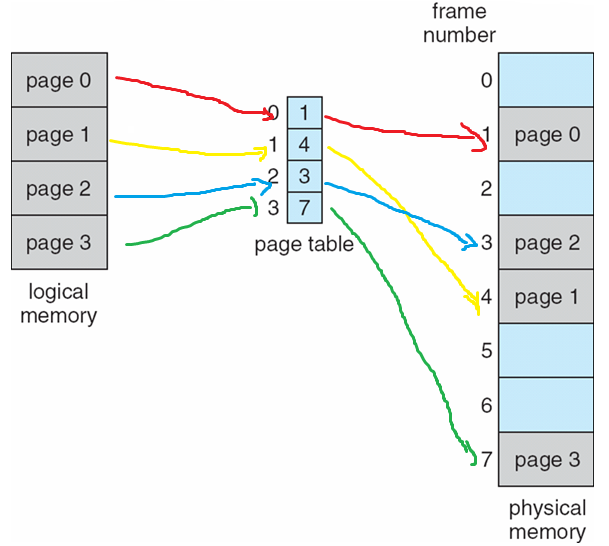 frame
number
page 0
page 1
page 2
page 3
logical
memory
0 1
1 4
2 3
3 7
page table
0
1 page 0
2
3 page 2
4 page 1
5
6
7 page 3
physical
memory